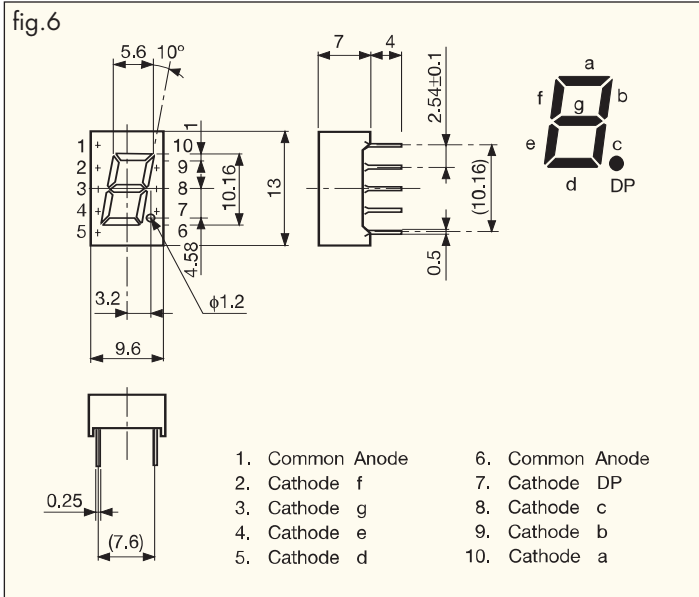 fig.6
5.6 10° 7 4
2.54±0.1
a
f g b
e c
d DP
1
1 10
2 9
3 8
4 7
5 6
10.16
13
4.58
(10.16)
0.5
3.2 ϕ1.2
9.6
0.25
(7.6)
1. Common Anode
2. Cathode f
3. Cathode g
4. Cathode e
5. Cathode d
6. Common Anode
7. Cathode DP
8. Cathode c
9. Cathode b
10. Cathode a